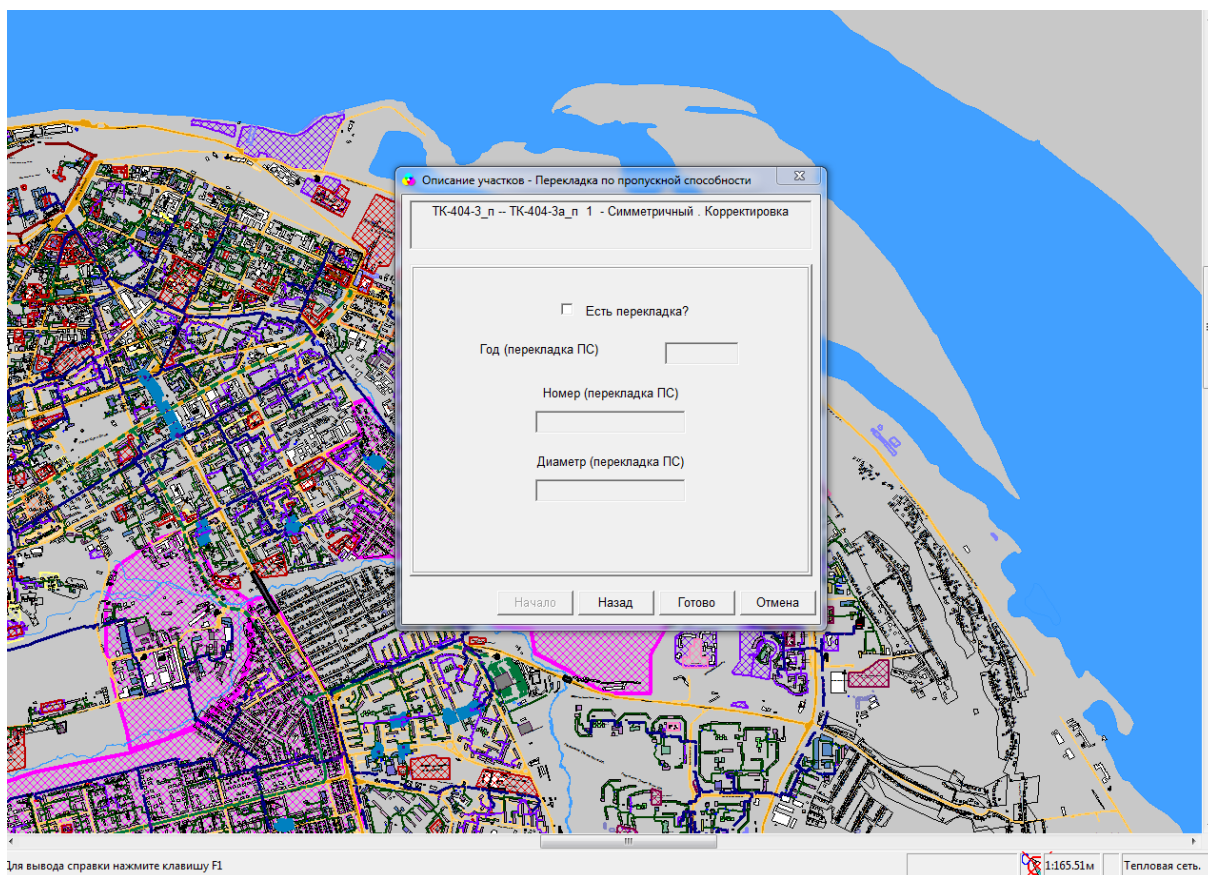 Описание участков - Перекладка по пропускной способности
ТК-404-3_п -- ТК-404-3а_п 1 - Симметричный . Корректировка
Есть перекладка?
Год (перекладка ПС)
Номер (перекладка ПС)
Диаметр (перекладка ПС)
Начало Назад Готово Отмена
Для вывода справки нажмите клавишу F1
1:165.51м Тепловая сеть.